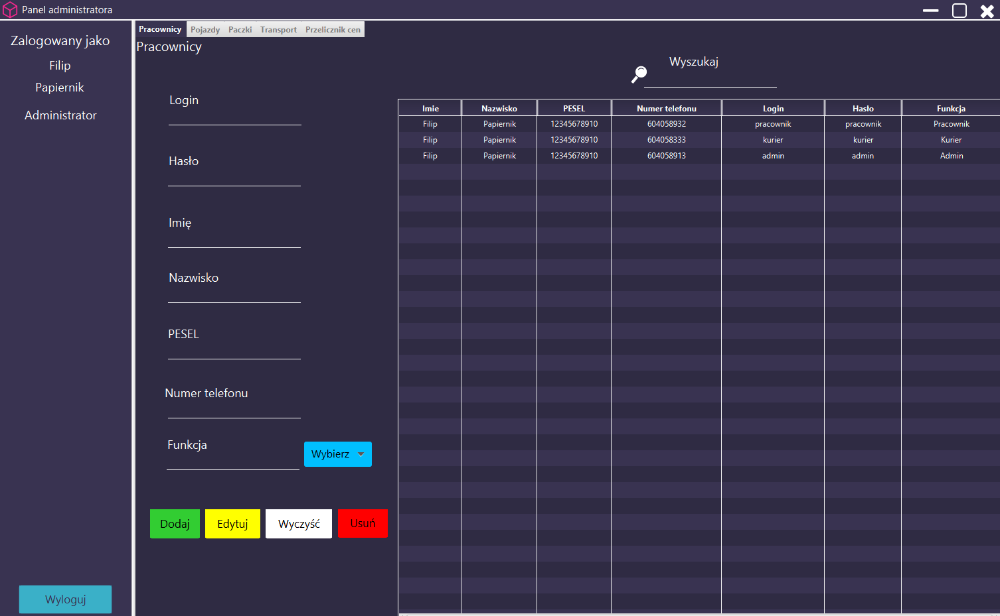 Panel administratora
Zalogowany jako
Filip
Papiernik
Administrator
Wyloguj
Pracownicy Pojazdy Paczki Transport Przelicznik cen
Pracownicy
Login
Hasło
Imię
Nazwisko
PESEL
Numer telefonu
Funkcja
Wybierz
Dodaj Edytuj Wyczyść Usuń
Wyszukaj
Imie Nazwisko PESEL Numer telefonu Login Hasło Funkcja
Filip Papiernik 12345678910 604058932 pracownik pracownik Pracownik
Filip Papiernik 12345678910 604058333 kurier kurier Kurier
Filip Papiernik 12345678910 604058913 admin admin Admin